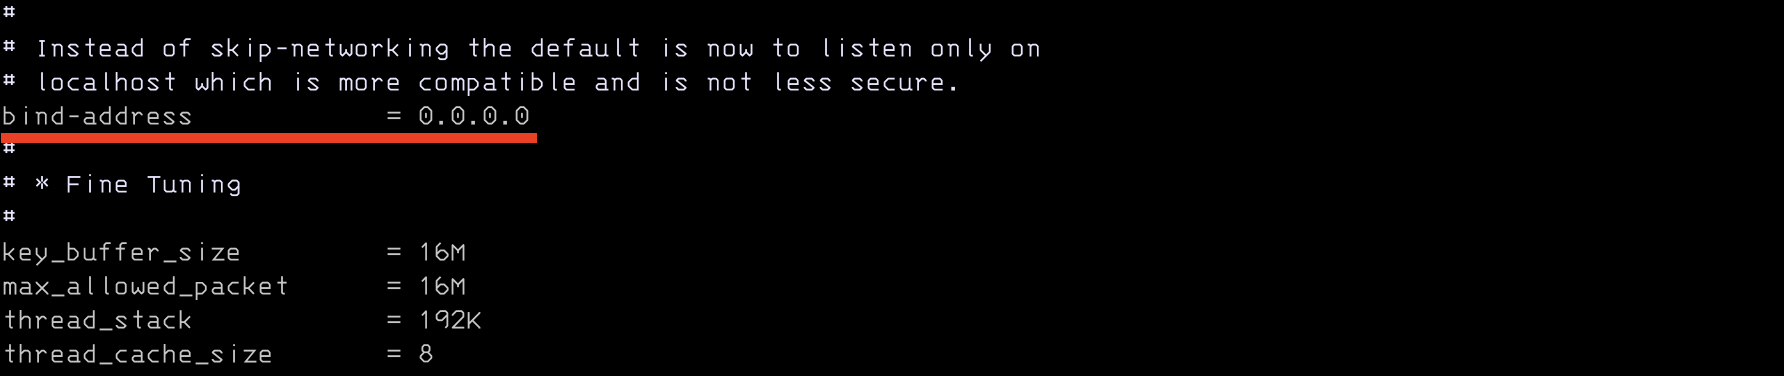 #
# Instead of skip-networking the default is now to listen only on
# localhost which is more compatible and is not less secure.
bind-address            = 0.0.0.0
#
# * Fine Tuning
#
key_buffer_size         = 16M
max_allowed_packet      = 16M
thread_stack            = 192K
thread_cache_size       = 8